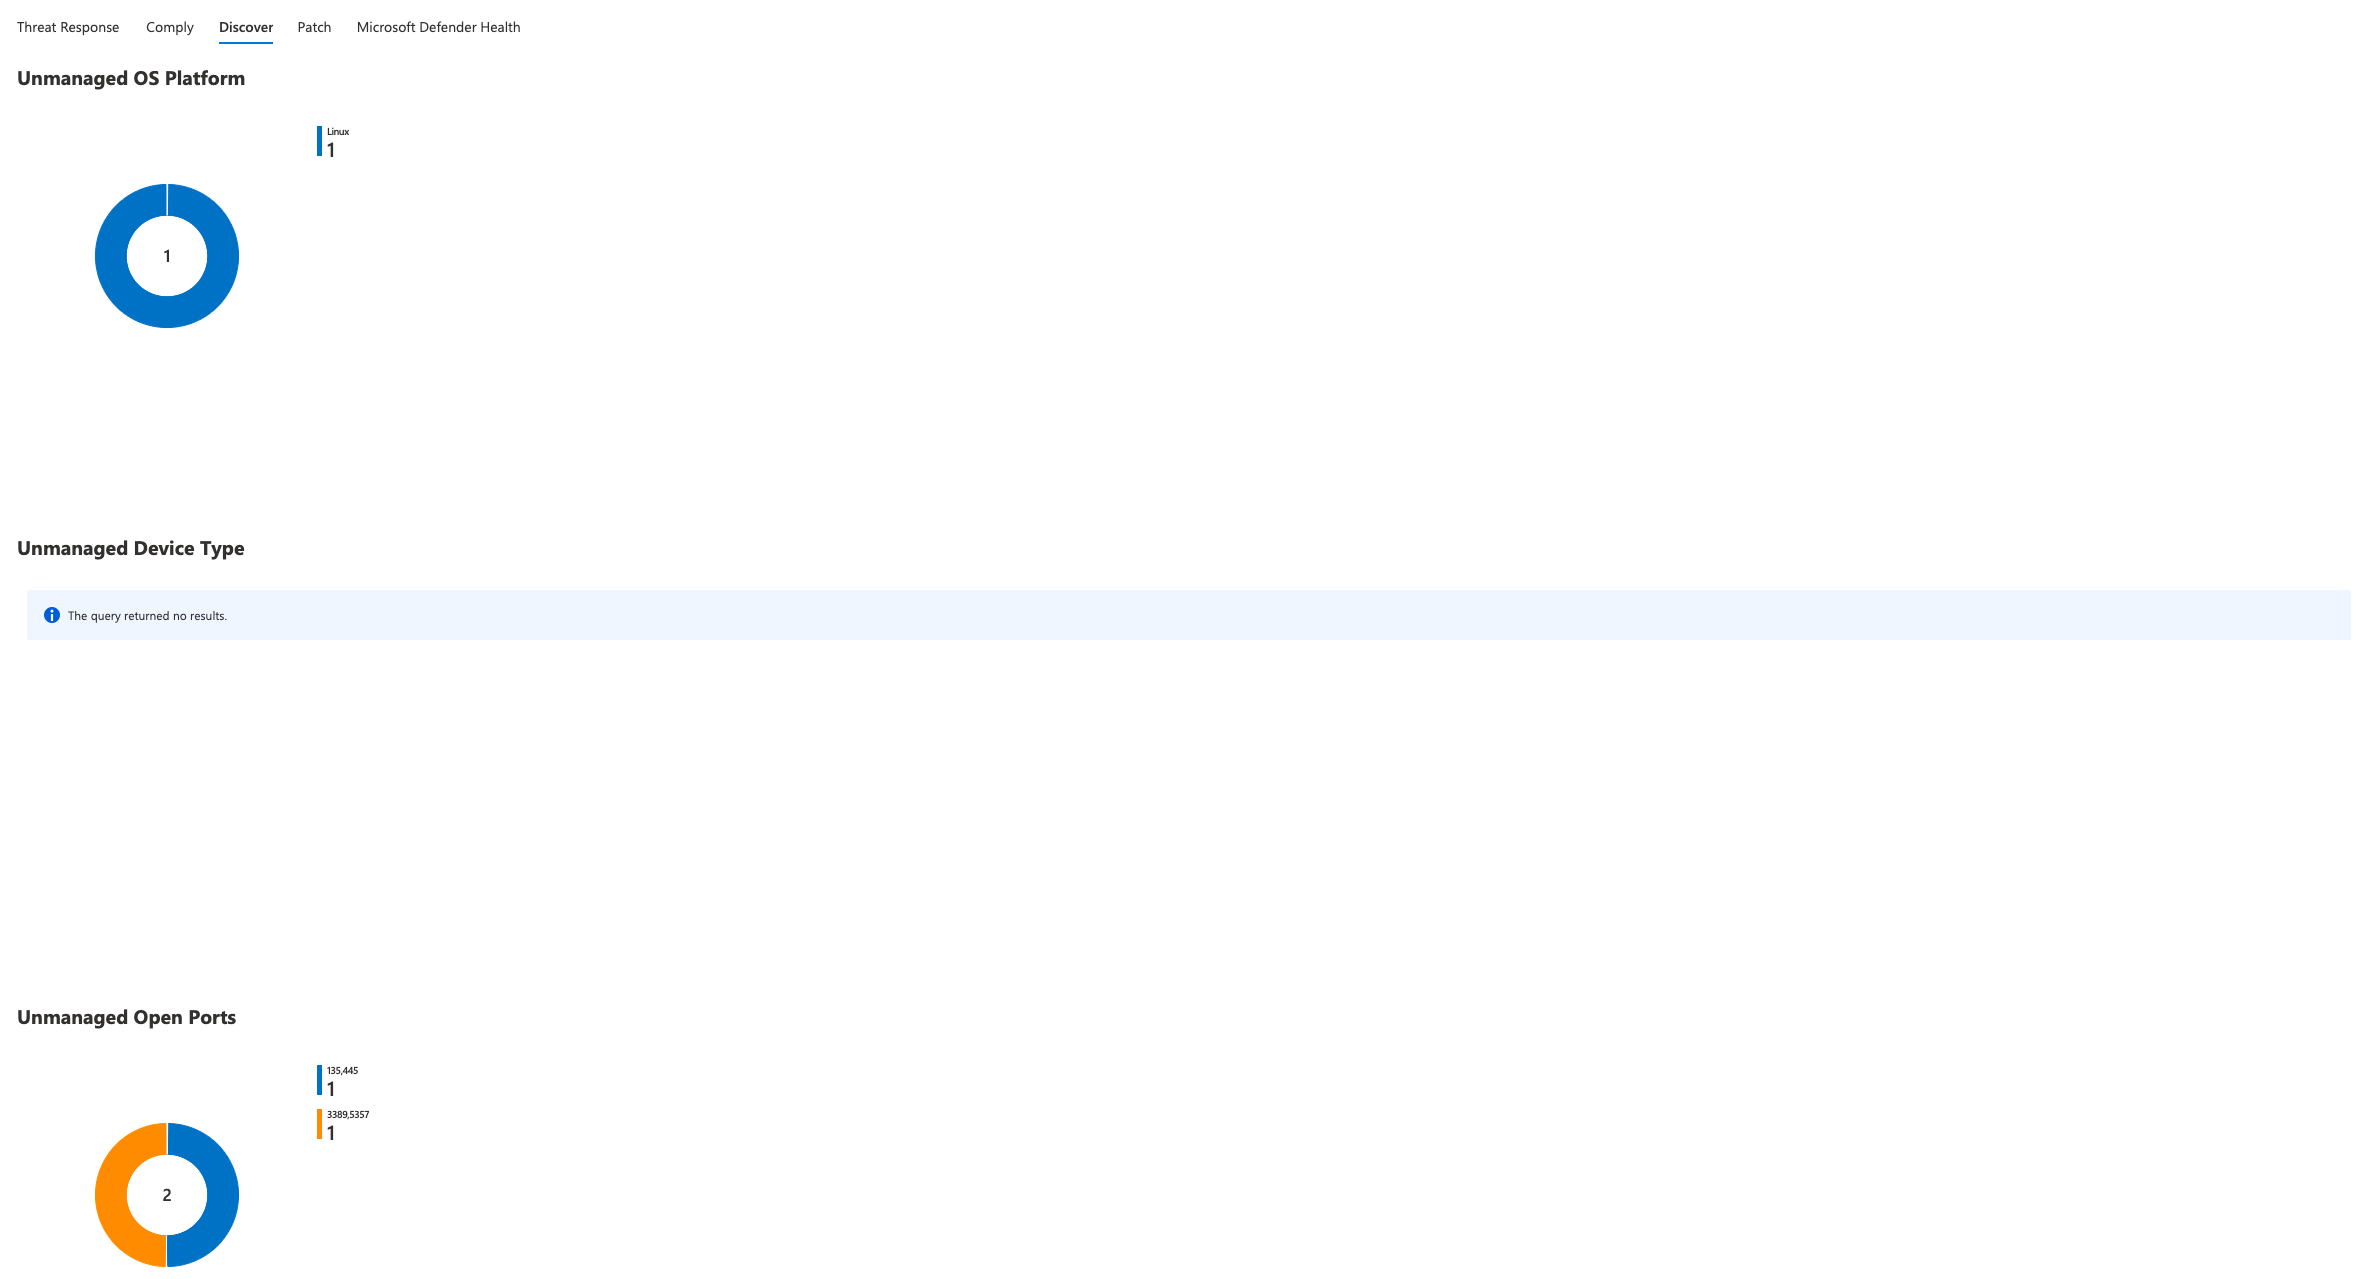 Threat Response Comply Discover Patch Microsoft Defender Health
Unmanaged OS Platform
Linux
1
1
Unmanaged Device Type
The query returned no results.
Unmanaged Open Ports
135,445
1
3389,5357
1
2